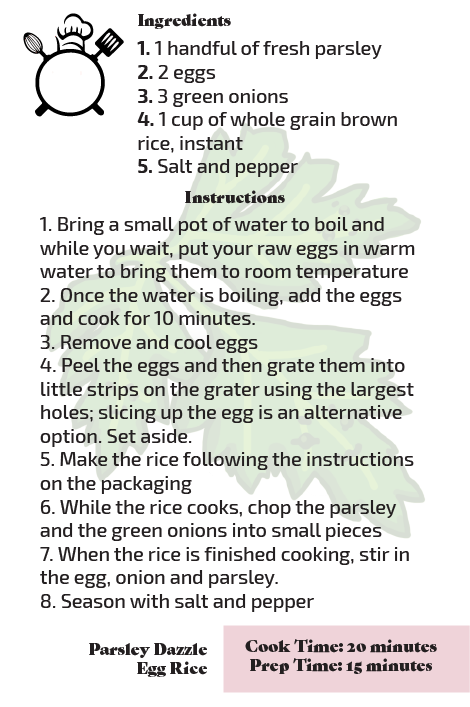 Ingredients
1. 1 handful of fresh parsley
2. 2 eggs
3. 3 green onions
4. 1 cup of whole grain brown
rice, instant
5. Salt and pepper
Instructions
1. Bring a small pot of water to boil and
while you wait, put your raw eggs in warm
water to bring them to room temperature
2. Once the water is boiling, add the eggs
and cook for 10 minutes.
3. Remove and cool eggs
4. Peel the eggs and then grate them into
little strips on the grater using the largest
holes; slicing up the egg is an alternative
option. Set aside.
5. Make the rice following the instructions
on the packaging
6. While the rice cooks, chop the parsley
and the green onions into small pieces
7. When the rice is finished cooking, stir in
the egg, onion and parsley.
8. Season with salt and pepper
Parsley Dazzle
Egg Rice
Cook Time: 20 minutes
Prep Time: 15 minutes